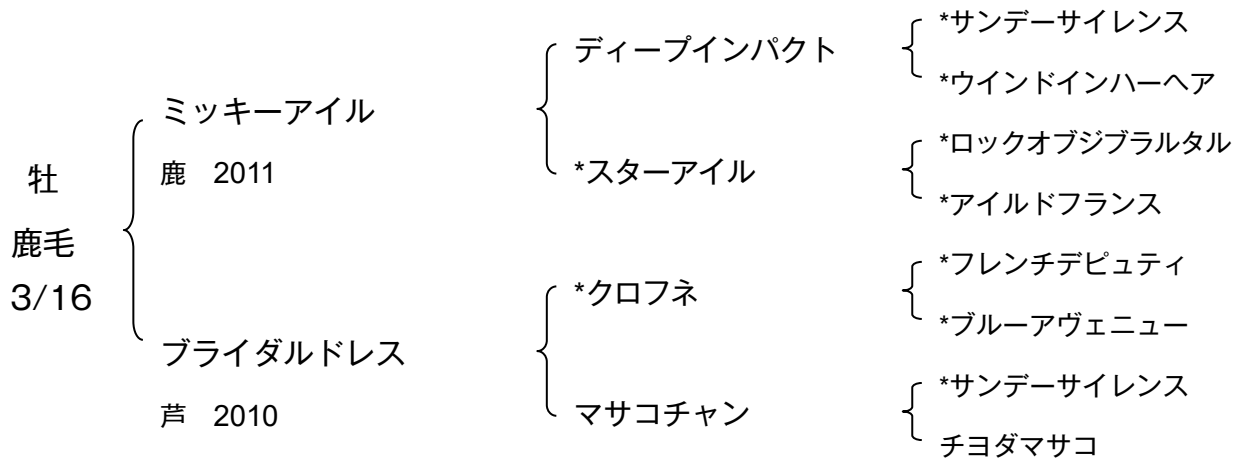 牡
鹿毛
3/16
ミッキーアイル
鹿 2011
ブライダルドレス
芦 2010
ディープインパクト
*スターアイル
*クロフネ
マサコチャン
*サンデーサイレンス
*ウインドインハーヘア
*ロックオブジブラルタル
*アイルドフランス
*フレンチデピュティ
*ブルーアヴェニュー
*サンデーサイレンス
チヨダマサコ